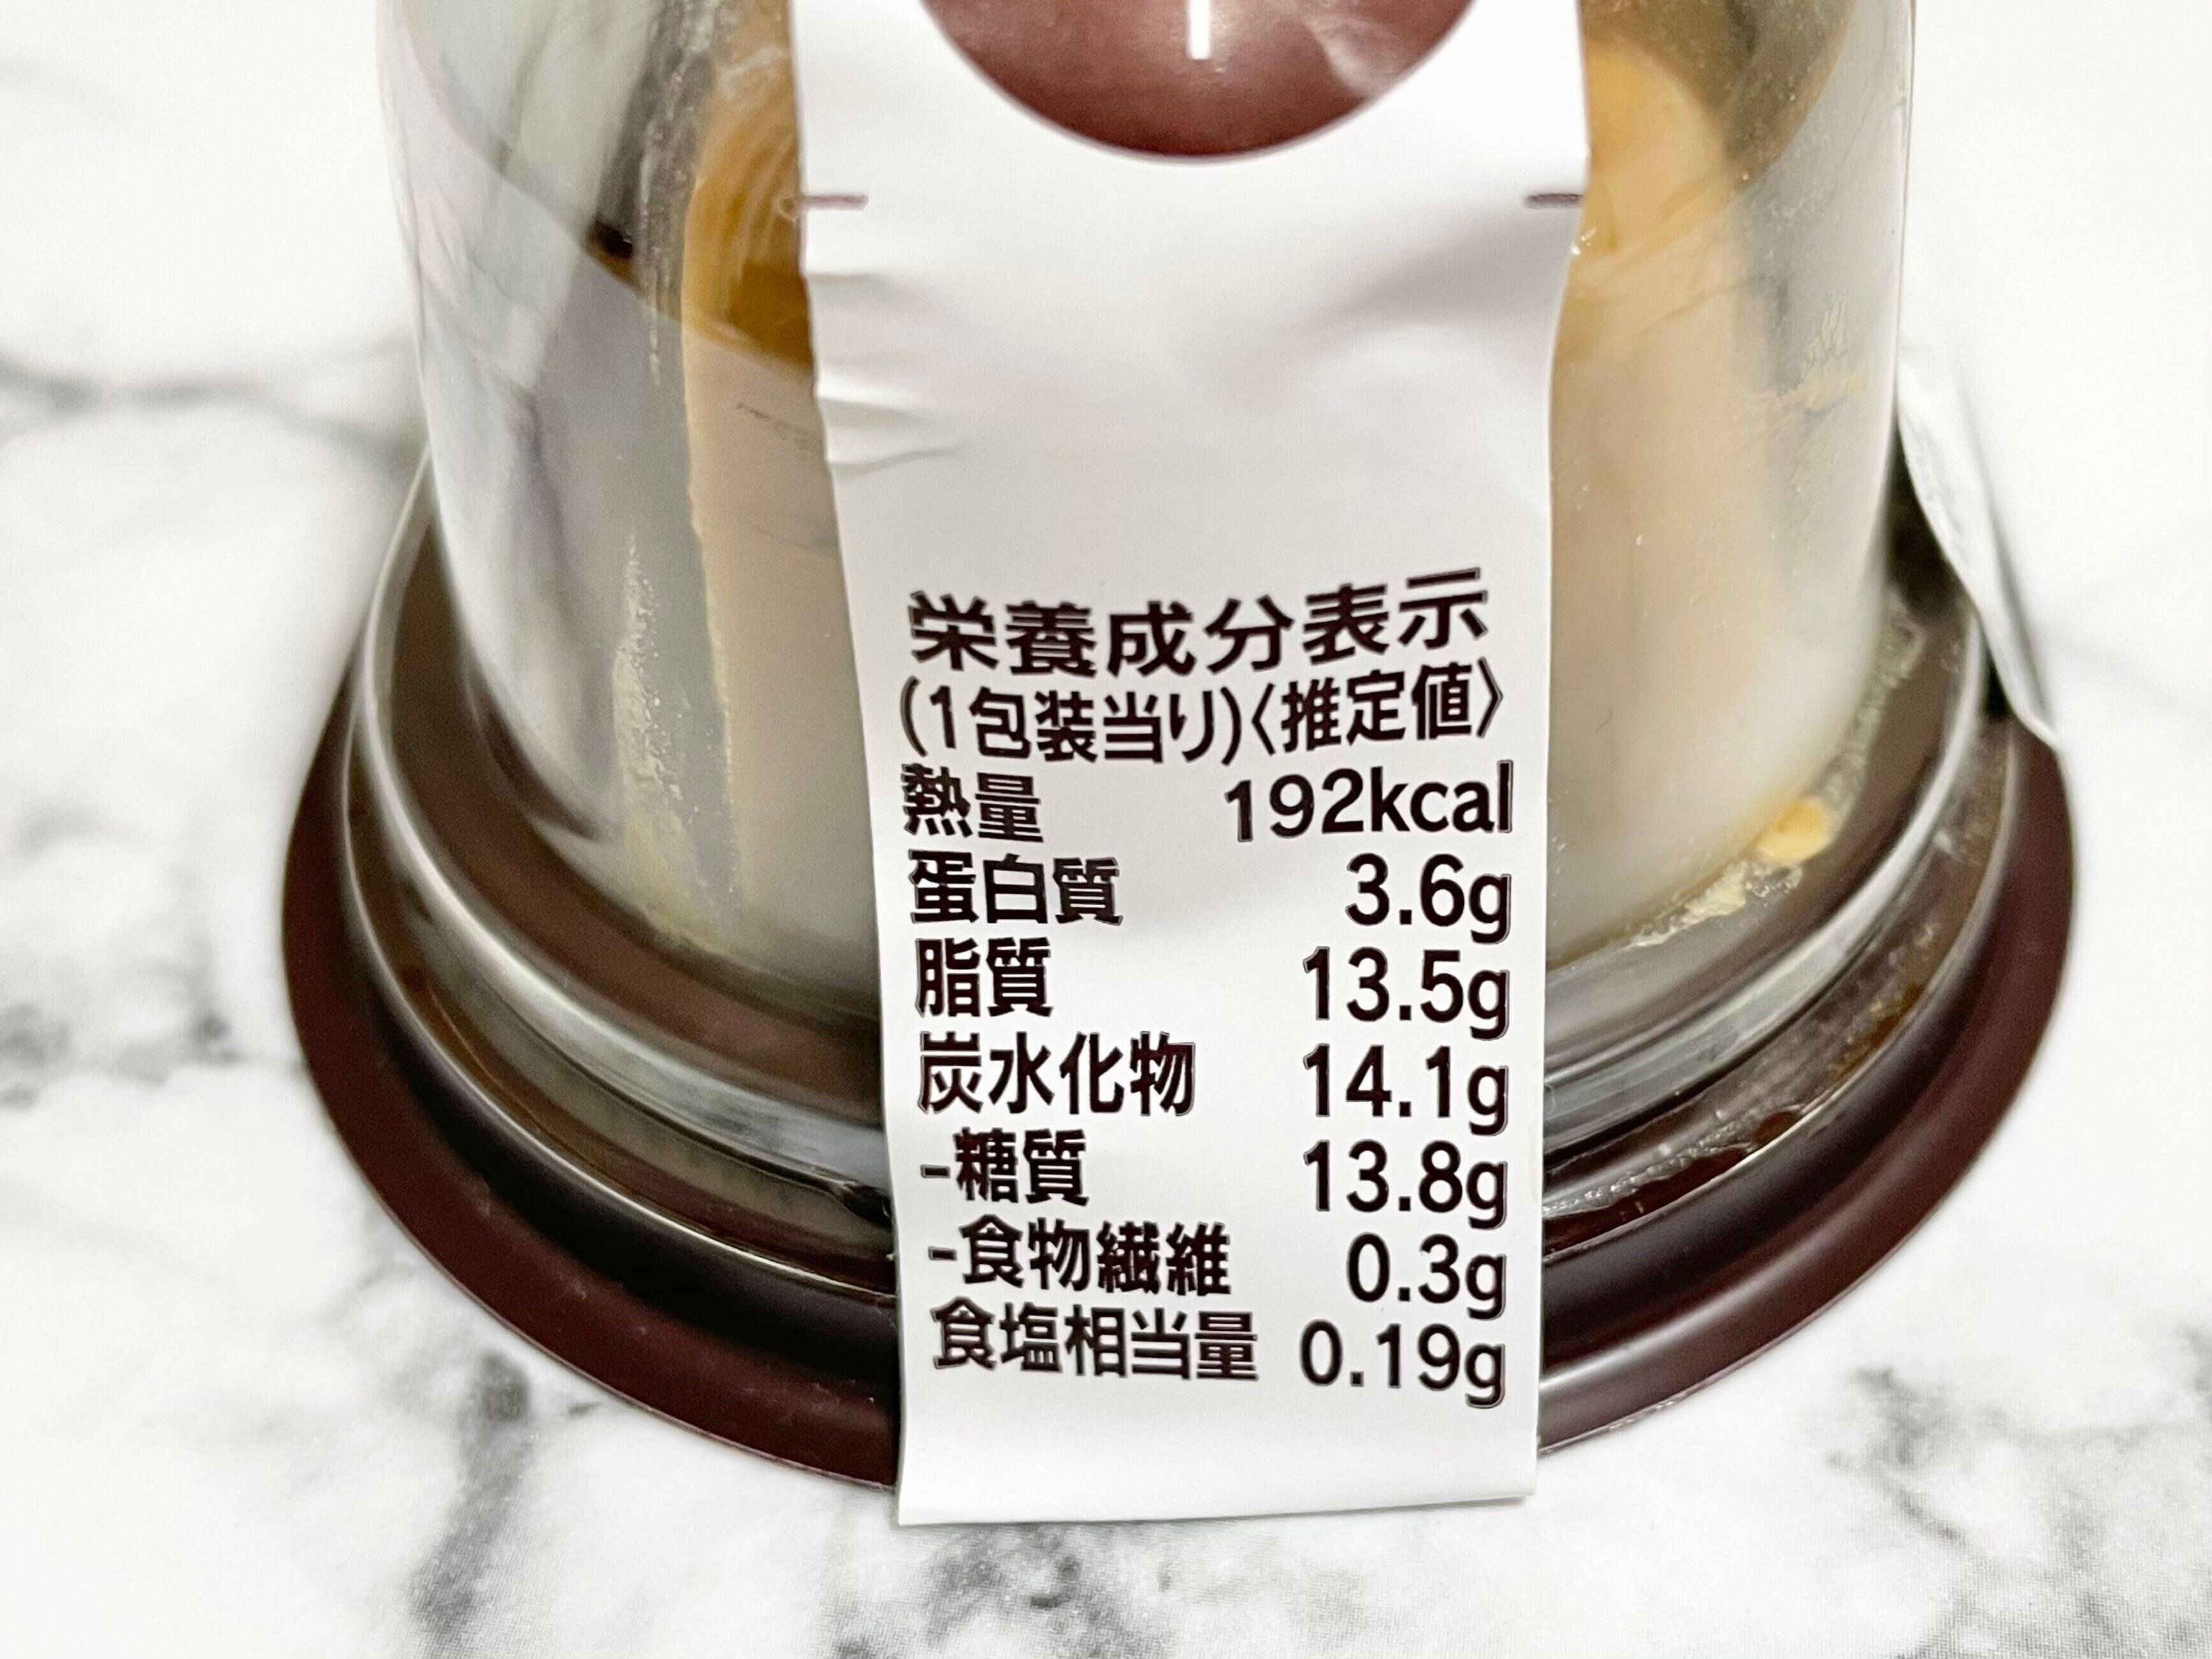 栄養成分表示
(1包装当り)〈推定値〉
熱量 192kcal
蛋白質 3.6g
脂質 13.5g
炭水化物 14.1g
-糖質 13.8g
-食物繊維 0.3g
食塩相当量 0.19g